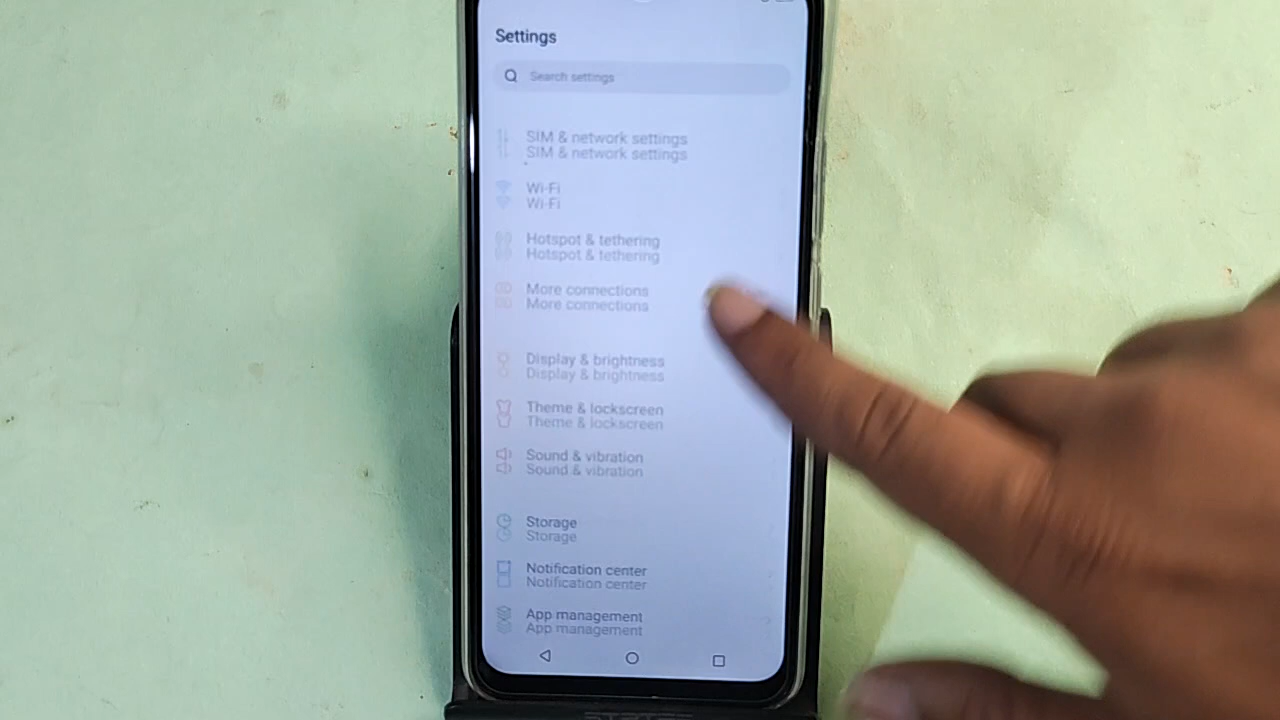 Settings
Search settings
SIM & network settings
SIM & network settings
Wi-Fi
Wi-Fi
Hotspot & tethering
Hotspot & tethering
More connections
More connections
Display & brightness
Display & brightness
Theme & lockscreen
Theme & lockscreen
Sound & vibration
Sound & vibration
Storage
Storage
Notification center
Notification center
App management
App management